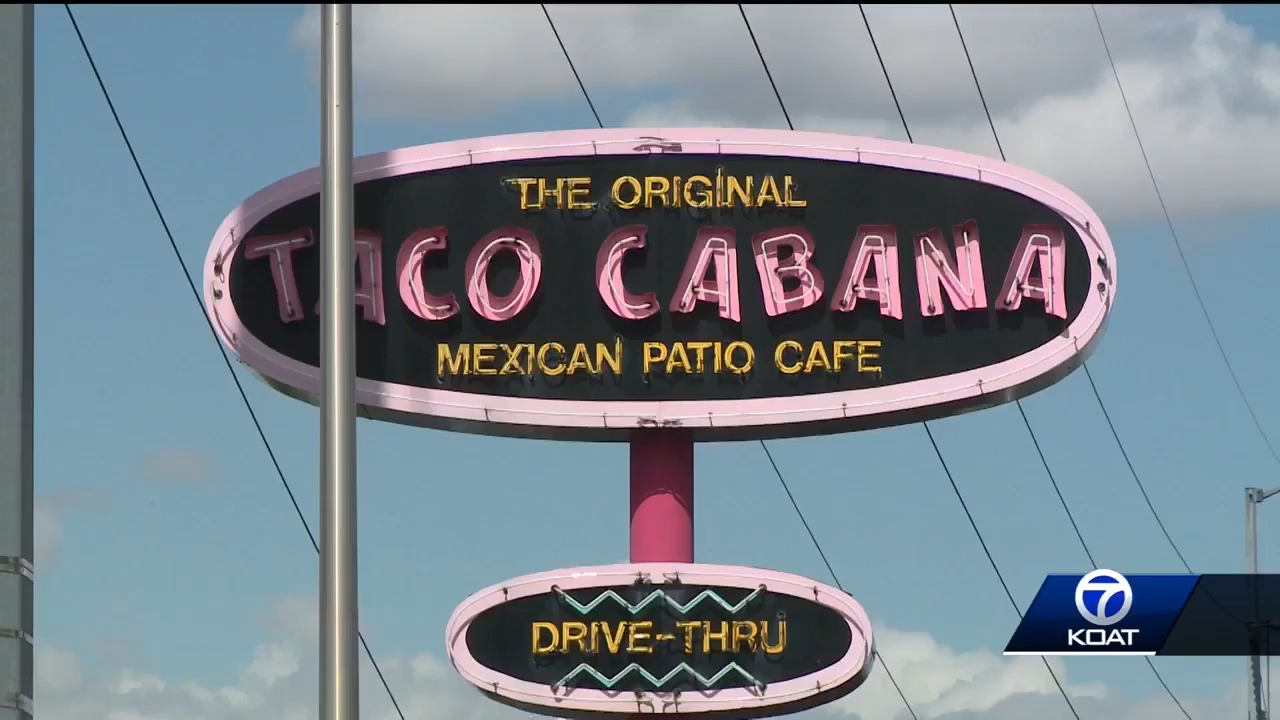 THE ORIGINAL
TACO CABANA
MEXICAN PATIO CAFE
DRIVE-THRU
7
KOAT